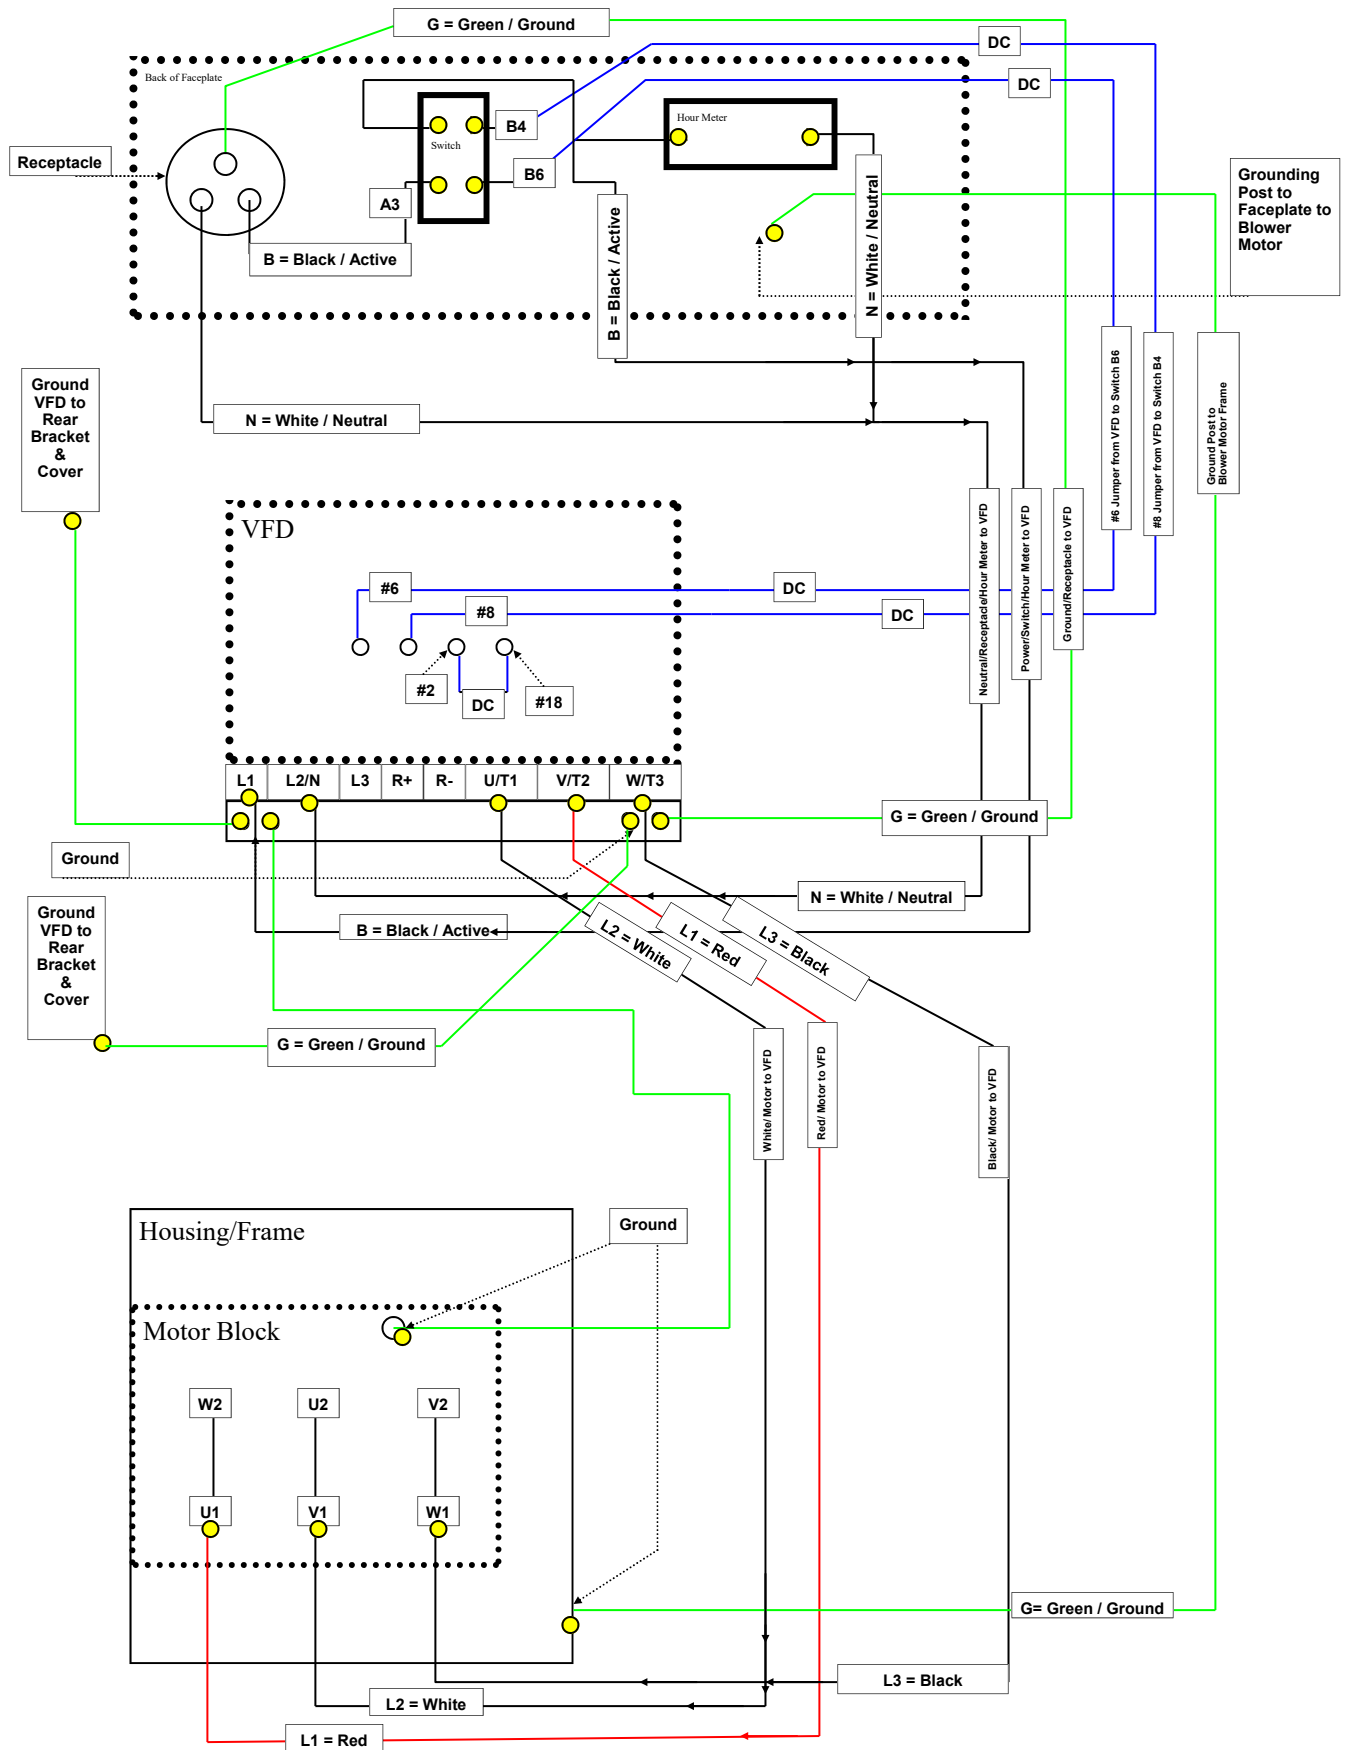 G = Green / Ground
DC
Back of Faceplate
DC
Hour Meter
B4
Switch
Receptacle
B6
Grounding
Post to
Faceplate to
Blower
Motor
A3
N = White / Neutral
B = Black / Active
B = Black / Active
Ground
VFD to
Rear
Bracket
&
Cover
N = White / Neutral
#6 Jumper from VFD to Switch B6
#8 Jumper from VFD to Switch B4
Ground Post to
Blower Motor Frame
Neutral/Receptacle/Hour Meter to VFD
Power/Switch/Hour Meter to VFD
Ground/Receptacle to VFD
VFD
#6
DC
#8
DC
#2
DC
#18
L1
L2/N
L3
R+
R-
U/T1
V/T2
W/T3
G = Green / Ground
Ground
N = White / Neutral
Ground
VFD to
Rear
Bracket
&
Cover
B = Black / Active
L2 = White
L1 = Red
L3 = Black
G = Green / Ground
White/ Motor to VFD
Red/ Motor to VFD
Black/ Motor to VFD
Housing/Frame
Ground
Motor Block
W2
U2
V2
U1
V1
W1
G= Green / Ground
L3 = Black
L2 = White
L1 = Red